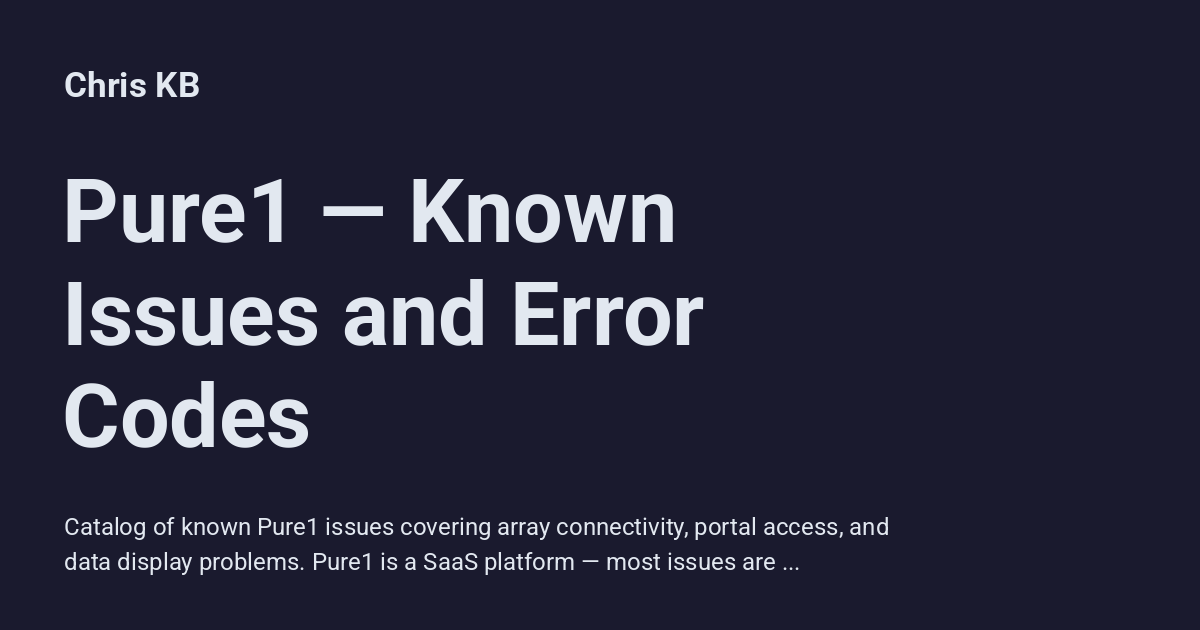 Chris KB
Pure1 — Known
Issues and Error
Codes
Catalog of known Pure1 issues covering array connectivity, portal access, and
data display problems. Pure1 is a SaaS platform — most issues are ...